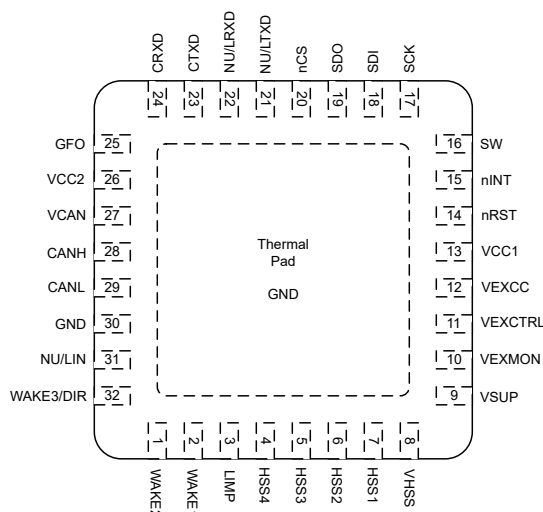 CRXD
CTXD
NU/LRXD
NU/LTXD
nCS
SDO
SDI
SCK
24
23
22
21
20
19
18
17
GFO 25
VCC2 26
VCAN 27
CANH 28
CANL 29
GND 30
NU/LIN 31
WAKE3/DIR 32
Thermal
Pad
GND
16 SW
15 nINT
14 nRST
13 VCC1
12 VEXCC
11 VEXCTRL
10 VEXMON
9 VSUP
1
2
3
4
5
6
7
8
WAKE2
WAKE1
LIMP
HSS4
HSS3
HSS2
HSS1
VHSS